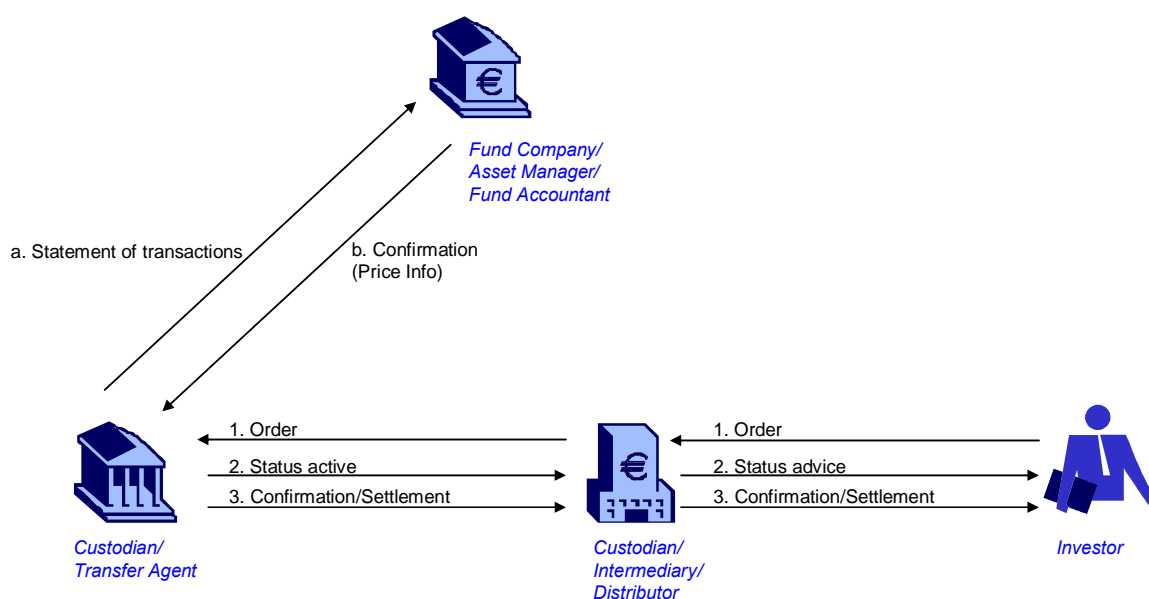 €
Fund Company/
Asset Manager/
Fund Accountant
a. Statement of transactions
b. Confirmation
(Price Info)
1. Order
1. Order
2. Status active
€
2. Status advice
3. Confirmation/Settlement
3. Confirmation/Settlement
Custodian/
Transfer Agent
Custodian/
Intermediary/
Distributor
Investor